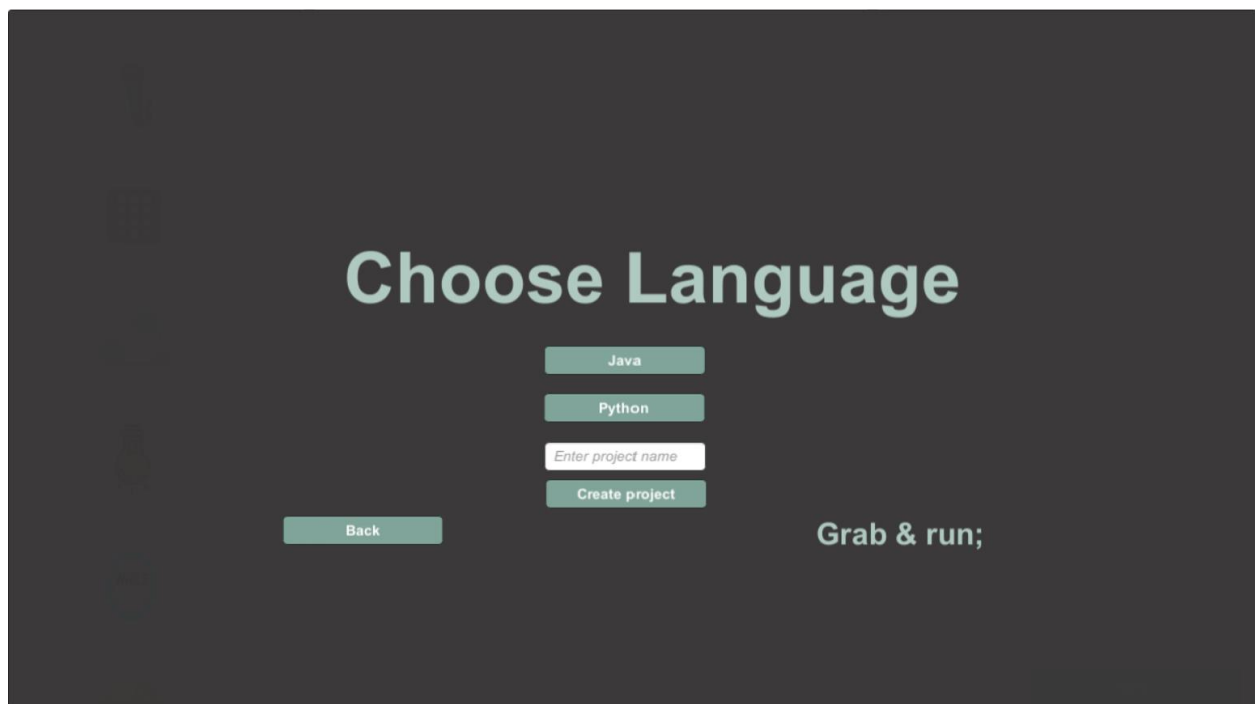 Choose Language
Java
Python
Enter project name
Create project
Back
Grab & run;